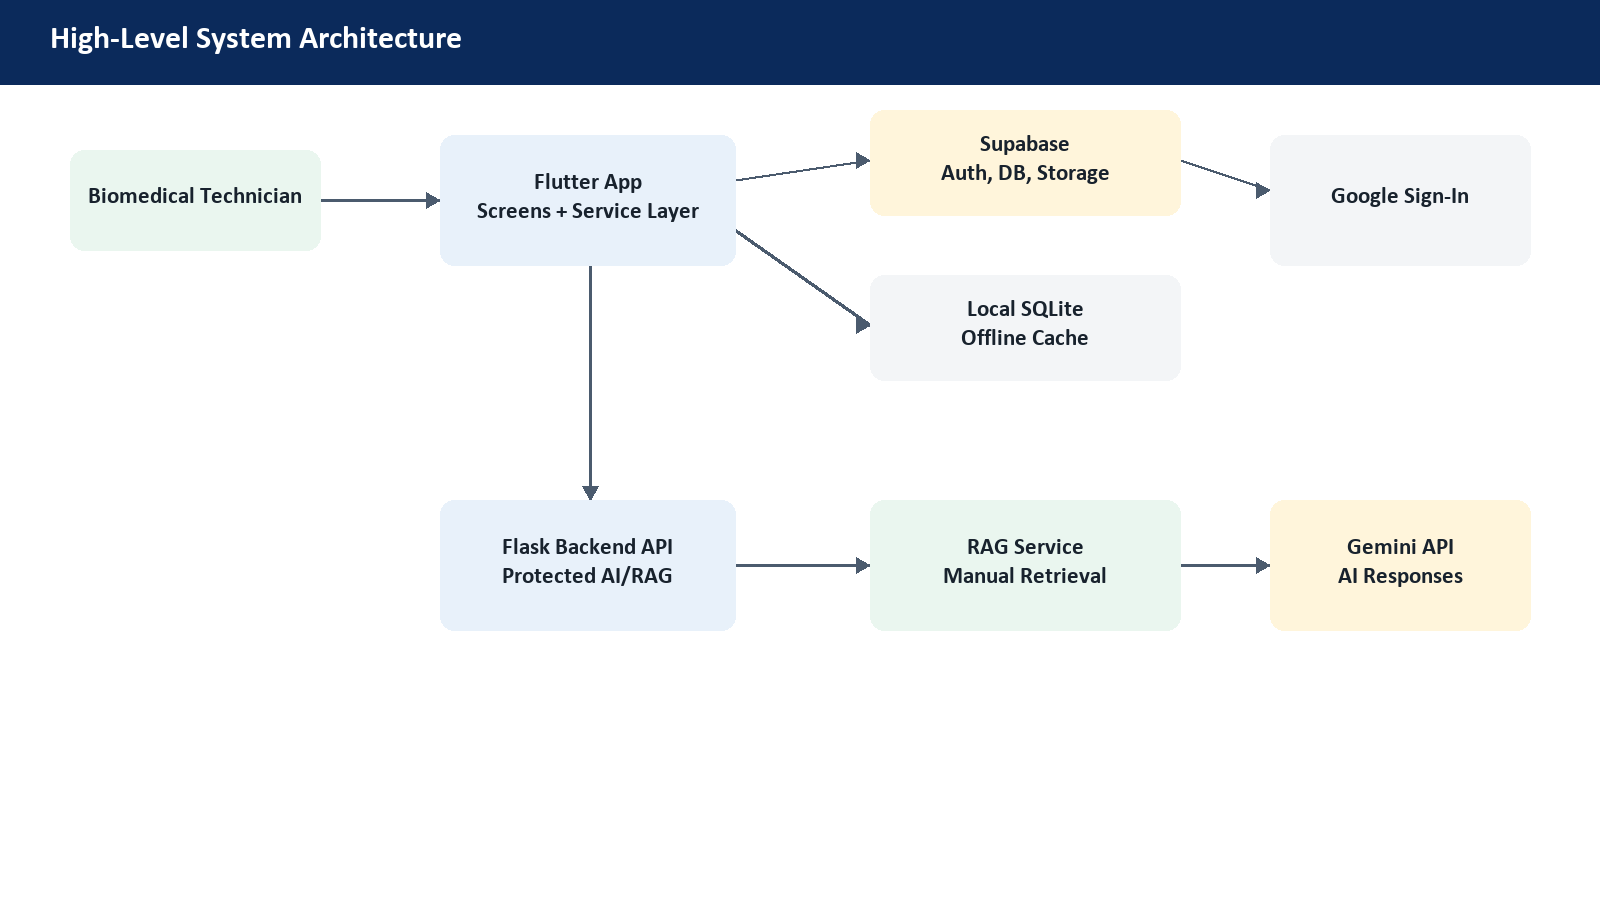 High-Level System Architecture
Biomedical Technician
Flutter App
Screens + Service Layer
Supabase
Auth, DB, Storage
Google Sign-In
Local SQLite
Offline Cache
Flask Backend API
Protected AI/RAG
RAG Service
Manual Retrieval
Gemini API
AI Responses